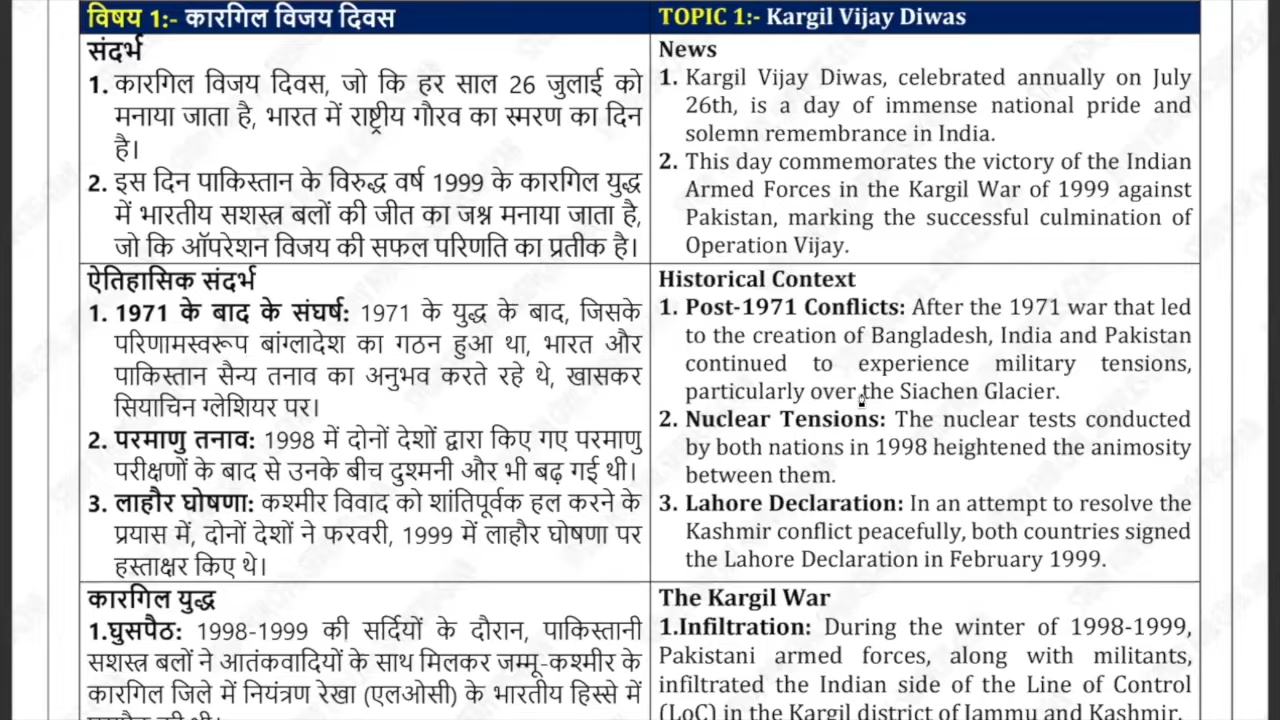 विषय 1:- कारगिल विजय दिवस
संदर्भ
1. कारगिल विजय दिवस, जो कि हर साल 26 जुलाई को
मनाया जाता है, भारत में राष्ट्रीय गौरव का स्मरण का दिन
है।
2. इस दिन पाकिस्तान के विरुद्ध वर्ष 1999 के कारगिल युद्ध
में भारतीय सशस्त्र बलों की जीत का जश्न मनाया जाता है,
जो कि ऑपरेशन विजय की सफल परिणति का प्रतीक है।
ऐतिहासिक संदर्भ
1. 1971 के बाद के संघर्ष: 1971 के युद्ध के बाद, जिसके
परिणामस्वरूप बांग्लादेश का गठन हुआ था, भारत और
पाकिस्तान सैन्य तनाव का अनुभव करते रहे थे, खासकर
सियाचिन ग्लेशियर पर।
2. परमाणु तनाव: 1998 में दोनों देशों द्वारा किए गए परमाणु
परीक्षणों के बाद से उनके बीच दुश्मनी और भी बढ़ गई थी।
3. लाहौर घोषणा: कश्मीर विवाद को शांतिपूर्वक हल करने के
प्रयास में, दोनों देशों ने फरवरी, 1999 में लाहौर घोषणा पर
हस्ताक्षर किए थे।
कारगिल युद्ध
1.घुसपैठ: 1998-1999 की सर्दियों के दौरान, पाकिस्तानी
सशस्त्र बलों ने आतंकवादियों के साथ मिलकर जम्मू-कश्मीर के
कारगिल जिले में नियंत्रण रेखा (एलओसी) के भारतीय हिस्से में
TOPIC 1:- Kargil Vijay Diwas
News
1. Kargil Vijay Diwas, celebrated annually on July
26th, is a day of immense national pride and
solemn remembrance in India.
2. This day commemorates the victory of the Indian
Armed Forces in the Kargil War of 1999 against
Pakistan, marking the successful culmination of
Operation Vijay.
Historical Context
1. Post-1971 Conflicts: After the 1971 war that led
to the creation of Bangladesh, India and Pakistan
continued to experience military tensions,
particularly over the Siachen Glacier.
2. Nuclear Tensions: The nuclear tests conducted
by both nations in 1998 heightened the animosity
between them.
3. Lahore Declaration: In an attempt to resolve the
Kashmir conflict peacefully, both countries signed
the Lahore Declaration in February 1999.
The Kargil War
1.Infiltration: During the winter of 1998-1999,
Pakistani armed forces, along with militants,
infiltrated the Indian side of the Line of Control
(LoC) in the Kargil district of Jammu and Kashmir.